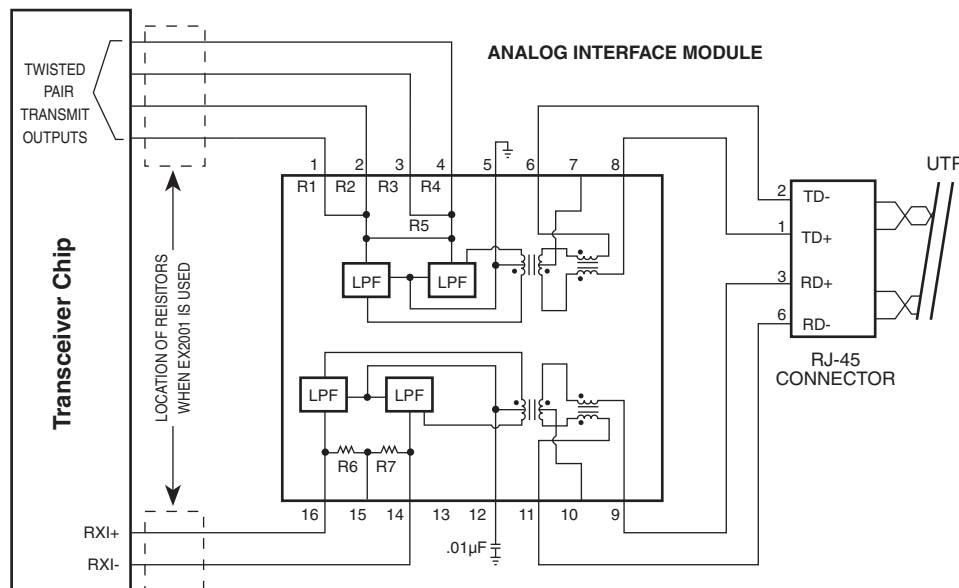 ANALOG INTERFACE MODULE
TWISTED
PAIR
TRANSMIT
OUTPUTS
Transceiver Chip
LOCATION OF REISITORS
WHEN EX2001 IS USED
RXI+
RXI-
1 2 3 4 5 6 7 8
R1 R2 R3 R4
R5
LPF LPF
LPF LPF
R6 R7
16 15 14 13 12 11 10 9
.01µF
2 TD-
1 TD+
3 RD+
6 RD-
RJ-45
CONNECTOR
UTP